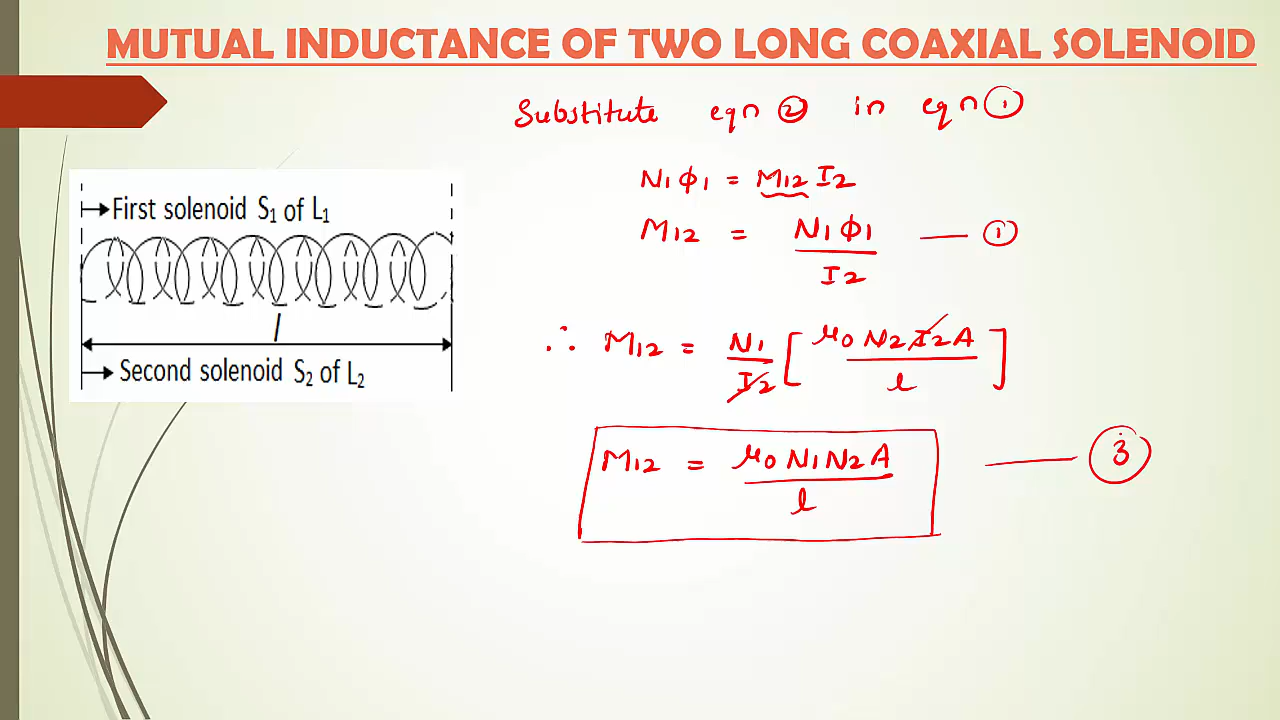 MUTUAL INDUCTANCE OF TWO LONG COAXIAL SOLENOID
Substitute eqn ② in eqn ①
N₁ϕ₁ = M₁₂ I₂
M₁₂ = N₁ϕ₁ / I₂ — ①
∴ M₁₂ = N₁ / I₂ [ μ₀ N₂ I₂ A / l ]
M₁₂ = μ₀ N₁ N₂ A / l — ③
First solenoid S₁ of L₁
l
Second solenoid S₂ of L₂